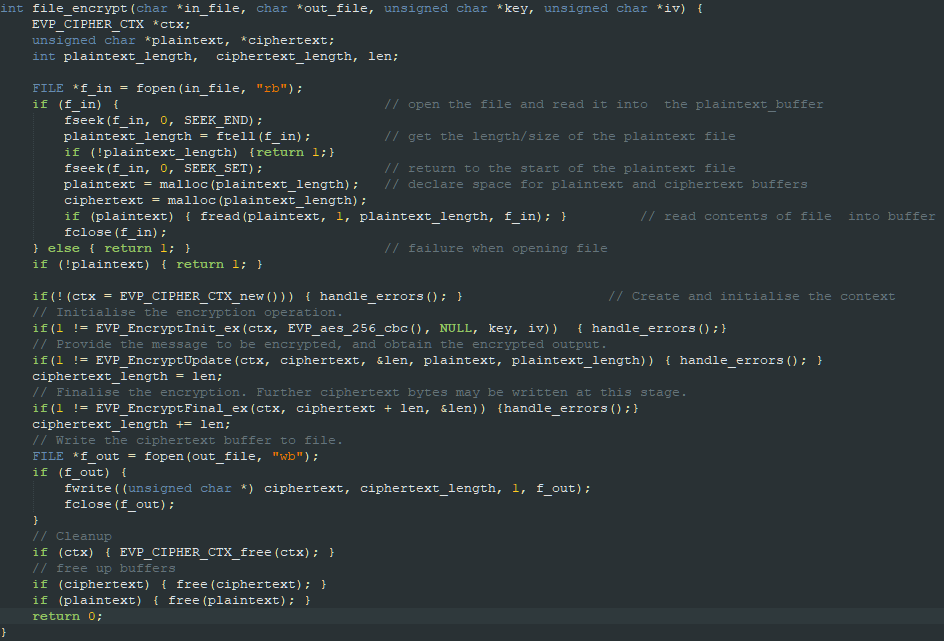 int file_encrypt(char *in_file, char *out_file, unsigned char *key, unsigned char *iv) {
    EVP_CIPHER_CTX *ctx;
    unsigned char *plaintext, *ciphertext;
    int plaintext_length,  ciphertext_length, len;

    FILE *f_in = fopen(in_file, "rb");
    if (f_in) {                                 // open the file and read it into  the plaintext_buffer
        fseek(f_in, 0, SEEK_END);
        plaintext_length = ftell(f_in);         // get the length/size of the plaintext file
        if (!plaintext_length) {return 1;}
        fseek(f_in, 0, SEEK_SET);               // return to the start of the plaintext file
        plaintext = malloc(plaintext_length);   // declare space for plaintext and ciphertext buffers
        ciphertext = malloc(plaintext_length);
        if (plaintext) { fread(plaintext, 1, plaintext_length, f_in); }         // read contents of file  into buffer
        fclose(f_in);
    } else { return 1; }                        // failure when opening file
    if (!plaintext) { return 1; }

    if(!(ctx = EVP_CIPHER_CTX_new())) { handle_errors(); }                  // Create and initialise the context
    // Initialise the encryption operation.
    if(1 != EVP_EncryptInit_ex(ctx, EVP_aes_256_cbc(), NULL, key, iv))  { handle_errors();}
    // Provide the message to be encrypted, and obtain the encrypted output.
    if(1 != EVP_EncryptUpdate(ctx, ciphertext, &len, plaintext, plaintext_length)) { handle_errors(); }
    ciphertext_length = len;
    // Finalise the encryption. Further ciphertext bytes may be written at this stage.
    if(1 != EVP_EncryptFinal_ex(ctx, ciphertext + len, &len)) {handle_errors();}
    ciphertext_length += len;
    // Write the ciphertext buffer to file.
    FILE *f_out = fopen(out_file, "wb");
    if (f_out) {
        fwrite((unsigned char *) ciphertext, ciphertext_length, 1, f_out);
        fclose(f_out);
    }
    // Cleanup
    if (ctx) { EVP_CIPHER_CTX_free(ctx); }
    // free up buffers
    if (ciphertext) { free(ciphertext); }
    if (plaintext) { free(plaintext); }
    return 0;
}